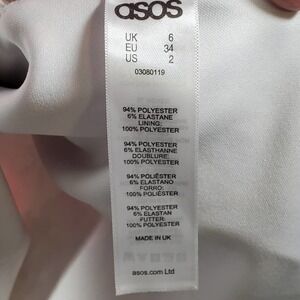 asos
UK 6
EU 34
US 2
03080119
94% POLYESTER
6% ELASTANE
LINING:
100% POLYESTER
94% POLYESTER
6% ELASTHANNE
DOUBLURE:
100% POLYESTER
94% POLIÉSTER
6% ELASTANO
FORRO:
100% POLIÉSTER
94% POLYESTER
6% ELASTAN
FUTTER:
100% POLYESTER
MADE IN UK
asos.com Ltd